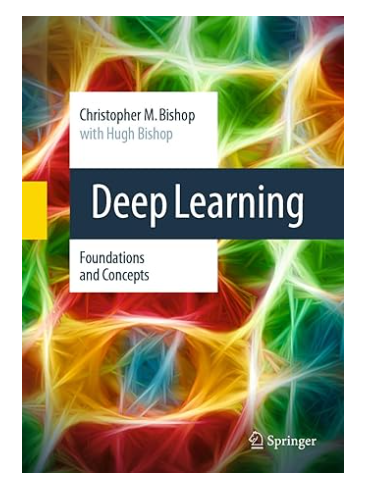 Christopher M. Bishop
with Hugh Bishop
Deep Learning
Foundations
and Concepts
Springer